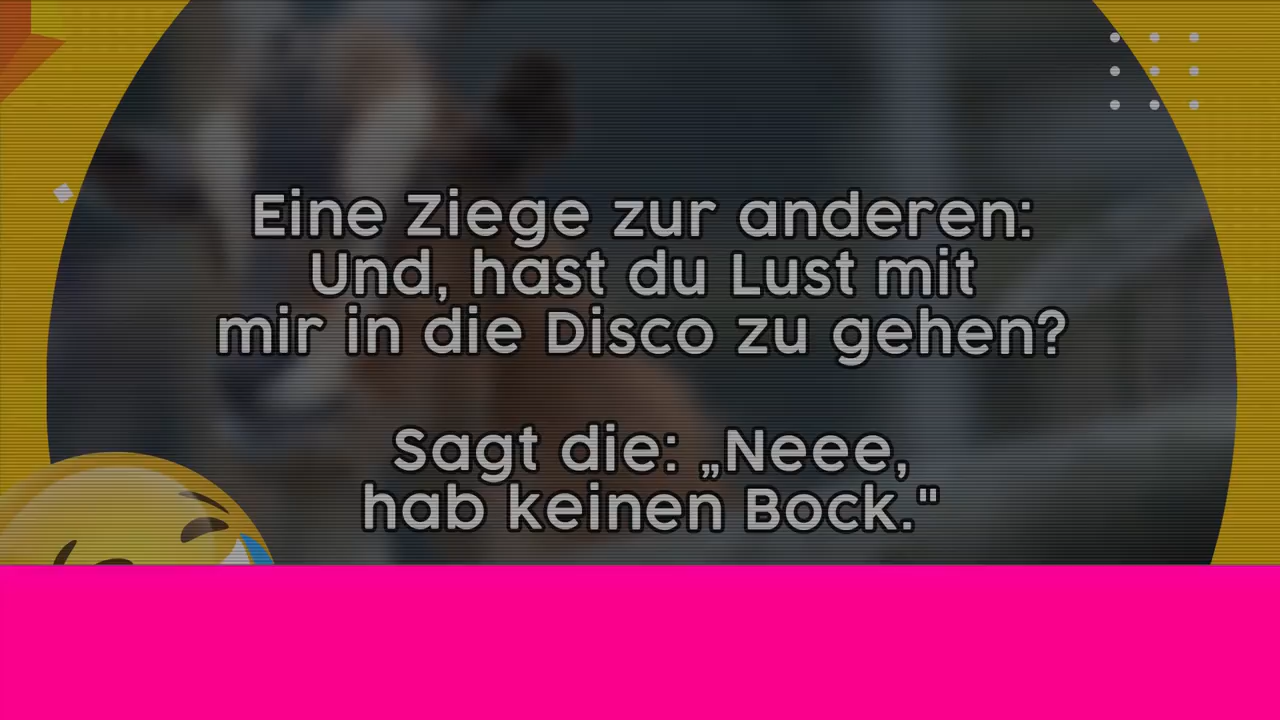 Eine Ziege zur anderen:
Und, hast du Lust mit
mir in die Disco zu gehen?
Sagt die: „Neee,
hab keinen Bock."